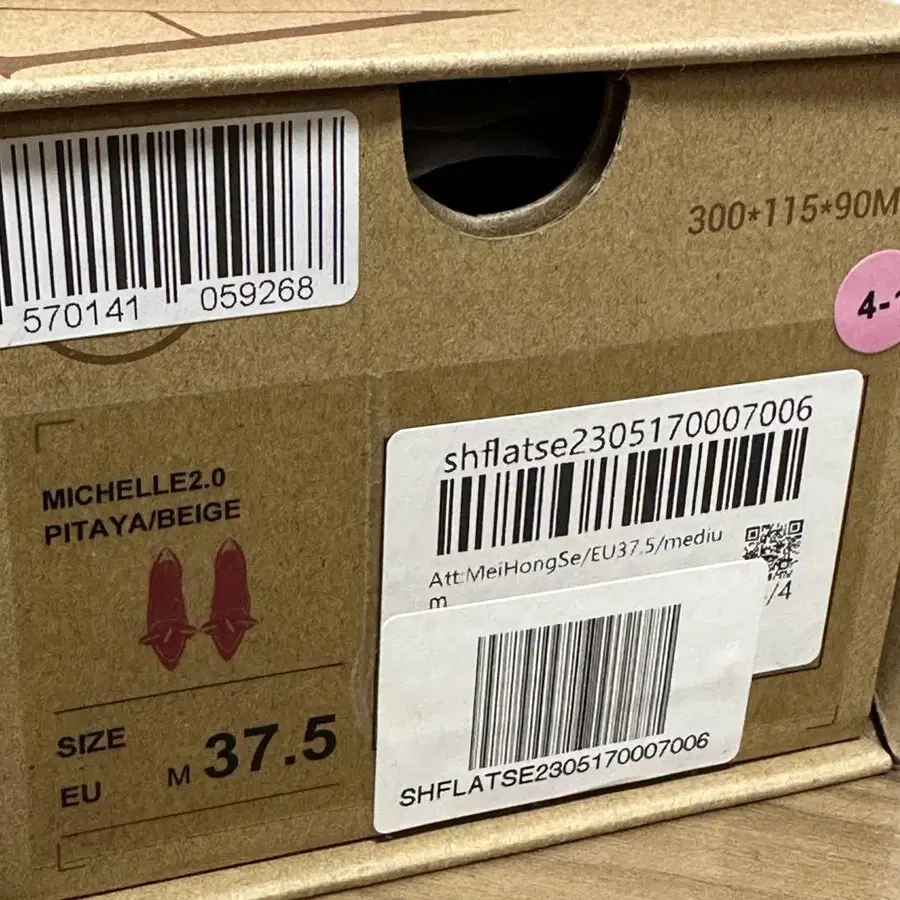 570141 059268
300*115*90M
4-
MICHELLE2.0
PITAYA/BEIGE
SIZE
EU M 37.5
shflatse2305170007006
Att:MeiHongSe/EU37.5/mediu
m
/4
SHFLATSE2305170007006